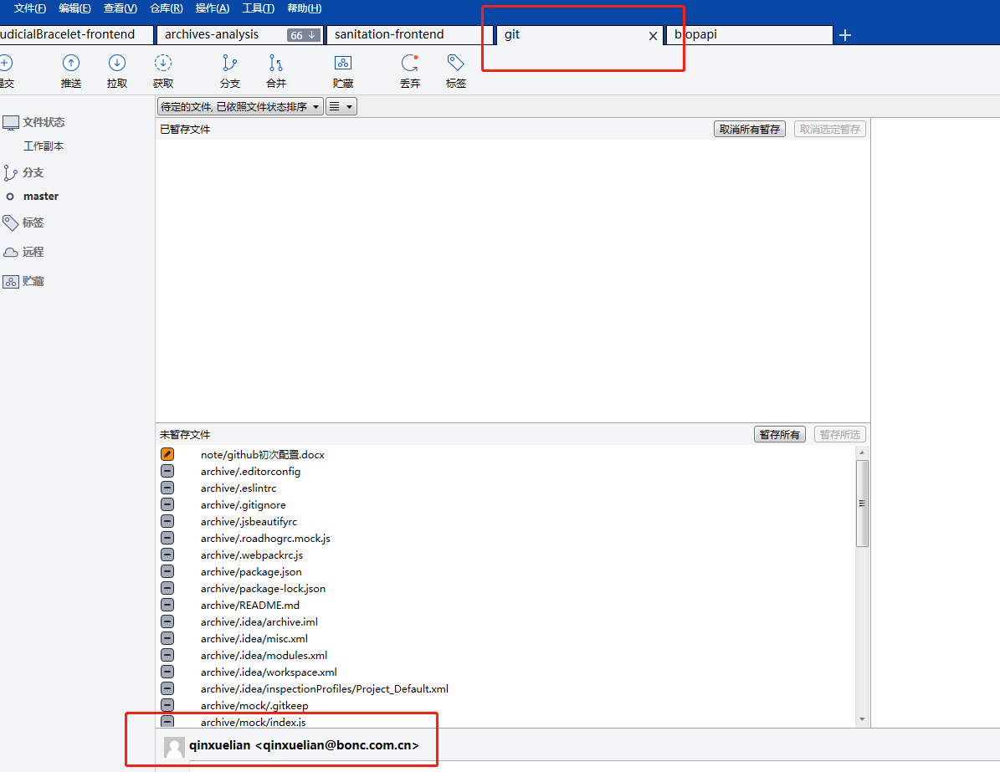 文件(F) 编辑(E) 查看(V) 仓库(R) 操作(A) 工具(T) 帮助(H)
udicialBracelet-frontend archives-analysis 66 ↓ sanitation-frontend git biopapi
提交 推送 拉取 获取 分支 合并 贮藏 丢弃 标签
待定的文件, 已依照文件状态排序
文件状态
已暂存文件 取消所有暂存 取消选定暂存
工作副本
分支
master
标签
远程
贮藏
未暂存文件 暂存所有 暂存所选
note/github初次配置.docx
archive/.editorconfig
archive/.eslintrc
archive/.gitignore
archive/.jsbeautifyrc
archive/.roadhogrc.mock.js
archive/.webpackrc.js
archive/package.json
archive/package-lock.json
archive/README.md
archive/.idea/archive.iml
archive/.idea/misc.xml
archive/.idea/modules.xml
archive/.idea/workspace.xml
archive/.idea/inspectionProfiles/Project_Default.xml
archive/mock/.gitkeep
archive/mock/index.js
qinxuelian <qinxuelian@bonc.com.cn>